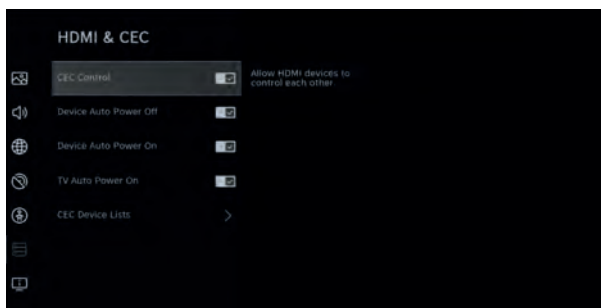 HDMI & CEC
CEC Control
Allow HDMI devices to
control each other
Device Auto Power Off
Device Auto Power On
TV Auto Power On
CEC Device Lists